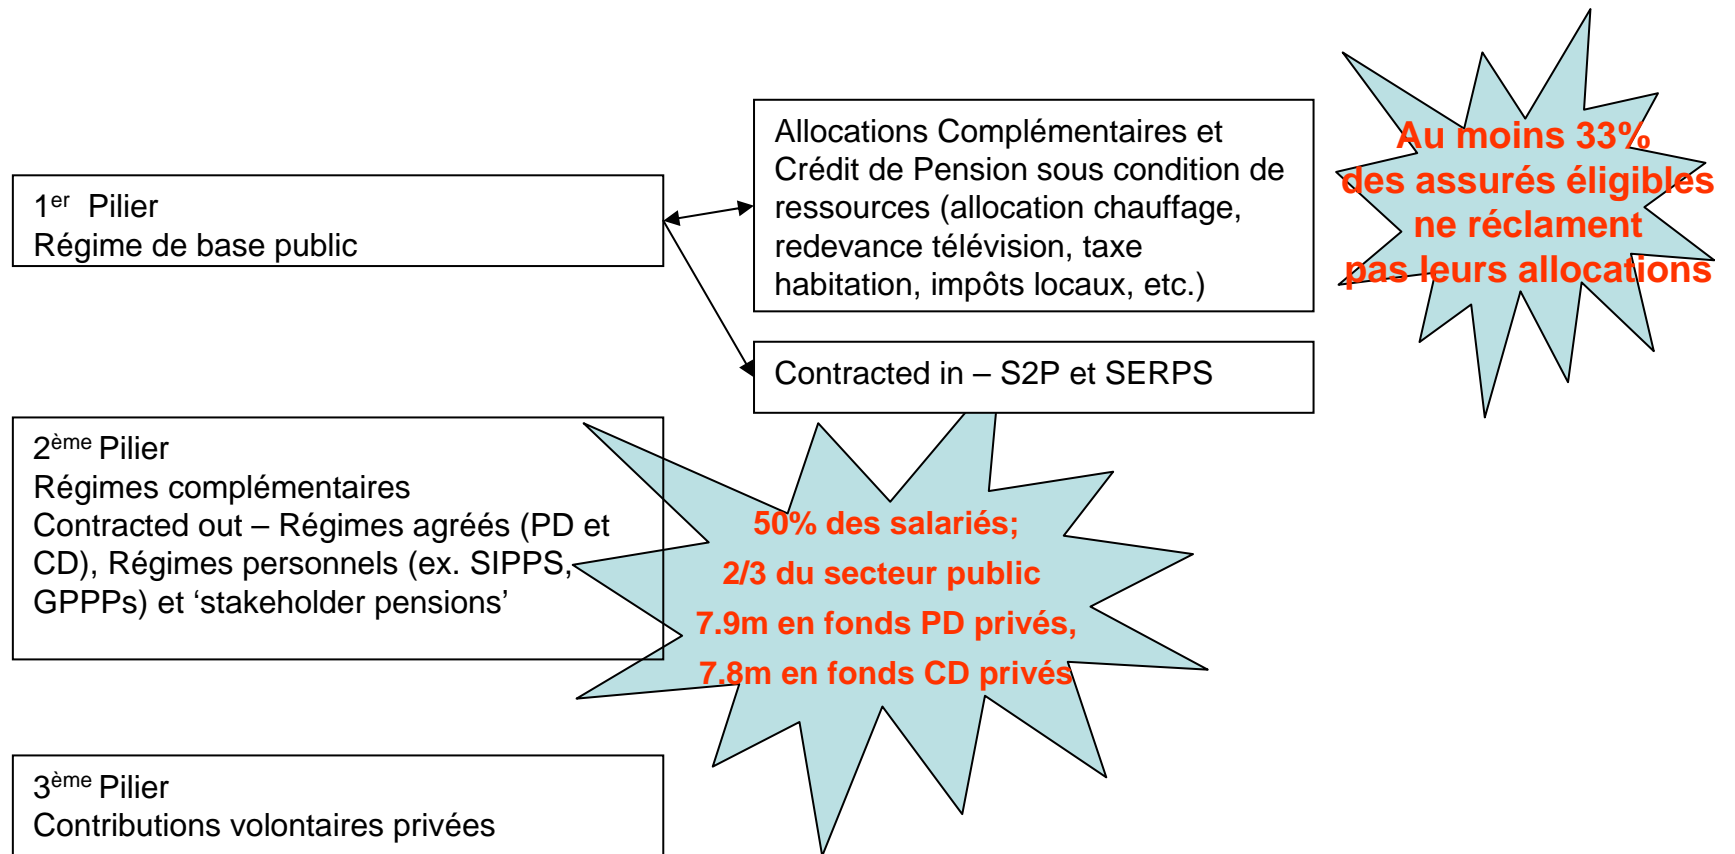 1er Pilier
Régime de base public
Allocations Complémentaires et
Crédit de Pension sous condition de
ressources (allocation chauffage,
redevance télévision, taxe
habitation, impôts locaux, etc.)
Au moins 33%
des assurés éligibles
ne réclament
pas leurs allocations
Contracted in – S2P et SERPS
2ème Pilier
Régimes complémentaires
Contracted out – Régimes agréés (PD et
CD), Régimes personnels (ex. SIPPS,
GPPPs) et ‘stakeholder pensions’
50% des salariés;
2/3 du secteur public
7.9m en fonds PD privés,
7.8m en fonds CD privés
3ème Pilier
Contributions volontaires privées